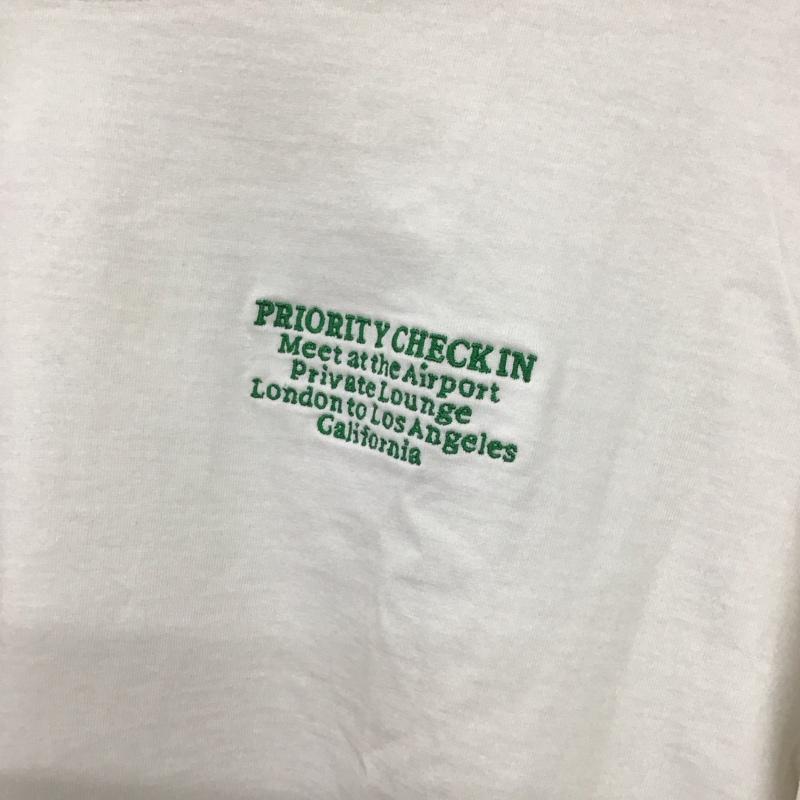 PRIORITY CHECK IN
Meet at the Airport
Private Lounge
London to Los Angeles
California